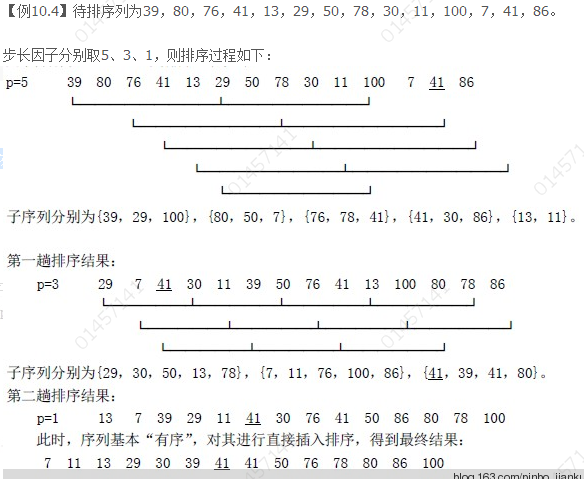 【例10.4】待排序列为39，80，76，41，13，29，50，78，30，11，100，7，41，86。
步长因子分别取5、3、1，则排序过程如下：
p=5 39 80 76 41 13 29 50 78 30 11 100 7 41 86
子序列分别为{39，29，100}，{80，50，7}，{76，78，41}，{41，30，86}，{13，11}。
第一趟排序结果：
p=3 29 7 41 30 11 39 50 76 41 13 100 80 78 86
子序列分别为{29，30，50，13，78}，{7，11，76，100，86}，{41，39，41，80}。
第二趟排序结果：
p=1 13 7 39 29 11 41 30 76 41 50 86 80 78 100
此时，序列基本“有序”，对其进行直接插入排序，得到最终结果：
7 11 13 29 30 39 41 41 50 76 78 80 86 100
01457141